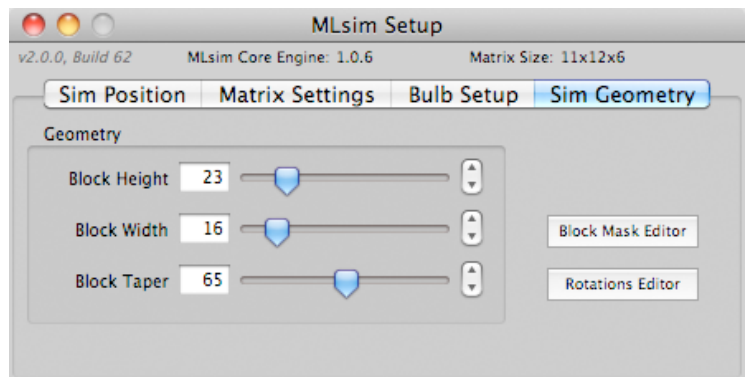 MLsim Setup
v2.0.0, Build 62 MLsim Core Engine: 1.0.6 Matrix Size: 11x12x6
Sim Position Matrix Settings Bulb Setup Sim Geometry
Geometry
Block Height 23
Block Width 16 Block Mask Editor
Block Taper 65 Rotations Editor